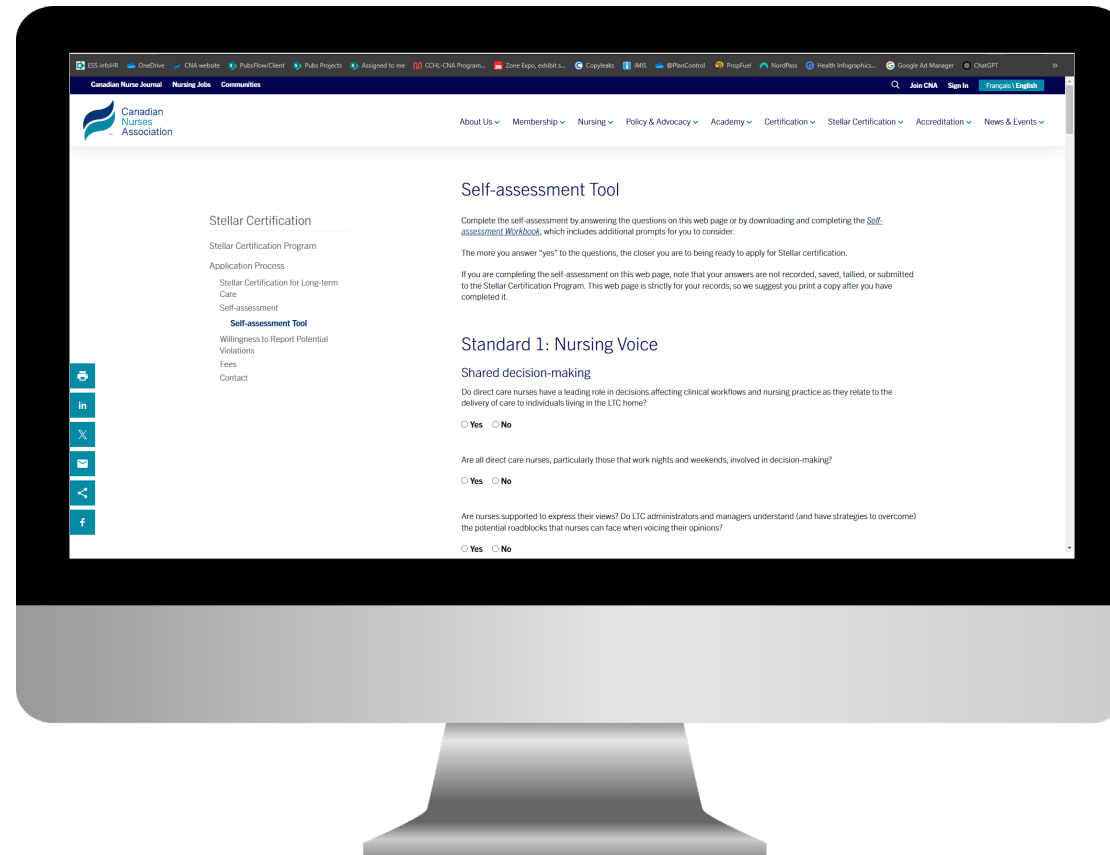 ESS infoHR OneDrive CNA website PubsFlow/Client Pubs Projects Assigned to me CCHL-CNA Program... Zone Expo, exhibit s... Copyleaks iMIS @PlanControl PropFuel NordPass Health Infographics... Google Ad Manager ChatGPT »
Canadian Nurse Journal Nursing Jobs Communities Join CNA Sign In Français \ English
Canadian
Nurses
Association
About Us Membership Nursing Policy & Advocacy Academy Certification Stellar Certification Accreditation News & Events
Stellar Certification
Stellar Certification Program
Application Process
Stellar Certification for Long-term
Care
Self-assessment
Self-assessment Tool
Willingness to Report Potential
Violations
Fees
Contact
in
f
Self-assessment Tool
Complete the self-assessment by answering the questions on this web page or by downloading and completing the Self-
assessment Workbook, which includes additional prompts for you to consider.
The more you answer “yes” to the questions, the closer you are to being ready to apply for Stellar certification.
If you are completing the self-assessment on this web page, note that your answers are not recorded, saved, tallied, or submitted
to the Stellar Certification Program. This web page is strictly for your records, so we suggest you print a copy after you have
completed it.
Standard 1: Nursing Voice
Shared decision-making
Do direct care nurses have a leading role in decisions affecting clinical workflows and nursing practice as they relate to the
delivery of care to individuals living in the LTC home?
Yes No
Are all direct care nurses, particularly those that work nights and weekends, involved in decision-making?
Yes No
Are nurses supported to express their views? Do LTC administrators and managers understand (and have strategies to overcome)
the potential roadblocks that nurses can face when voicing their opinions?
Yes No